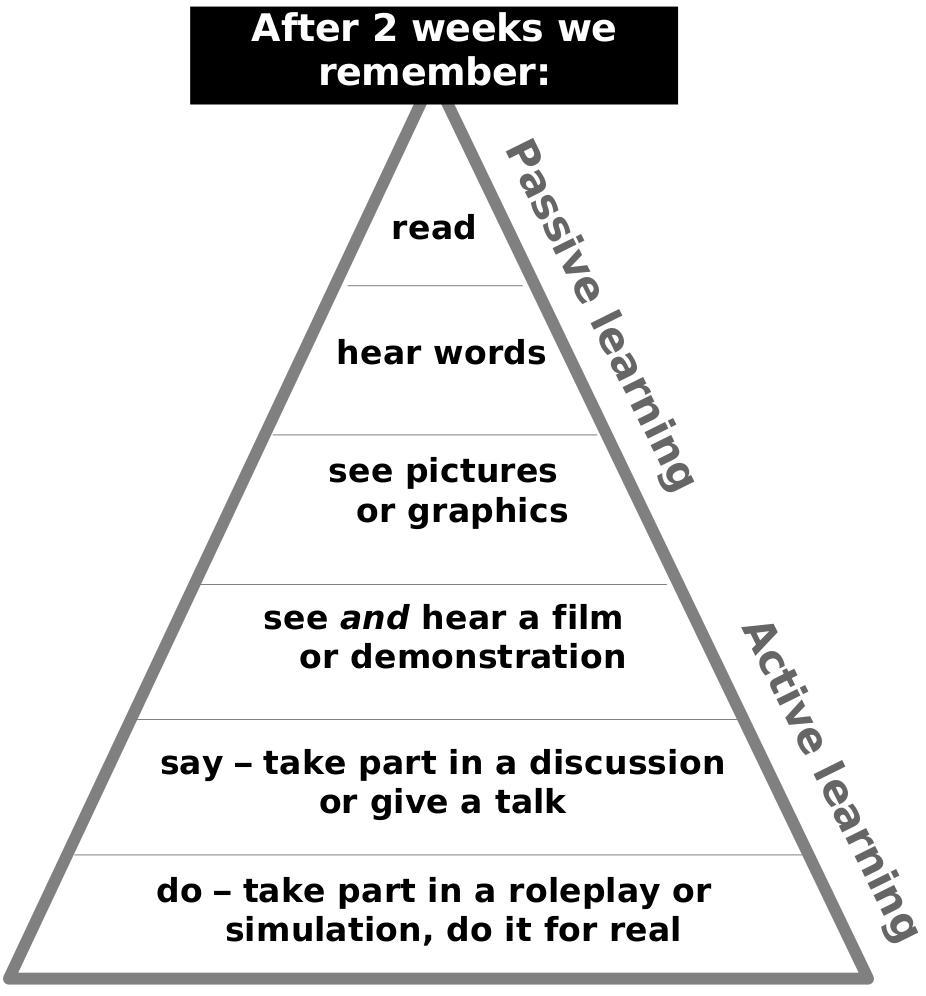 After 2 weeks we
remember:
read
hear words
see pictures
or graphics
see and hear a film
or demonstration
say – take part in a discussion
or give a talk
do – take part in a roleplay or
simulation, do it for real
Passive learning
Active learning